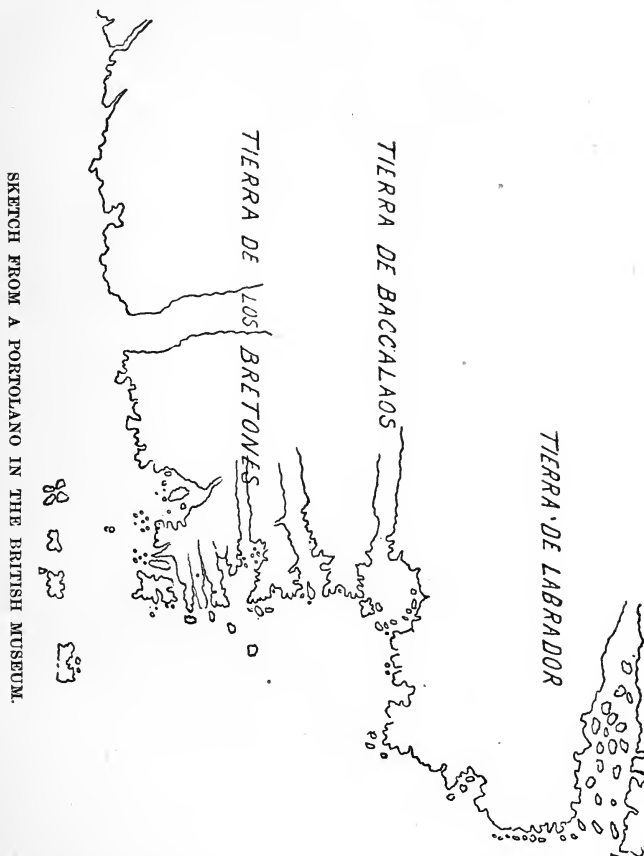 TIERRA DE LABRADOR
TIERRA DE BACCALAOS
TIERRA DE LOS BRETONES
SKETCH FROM A PORTOLANO IN THE BRITISH MUSEUM.